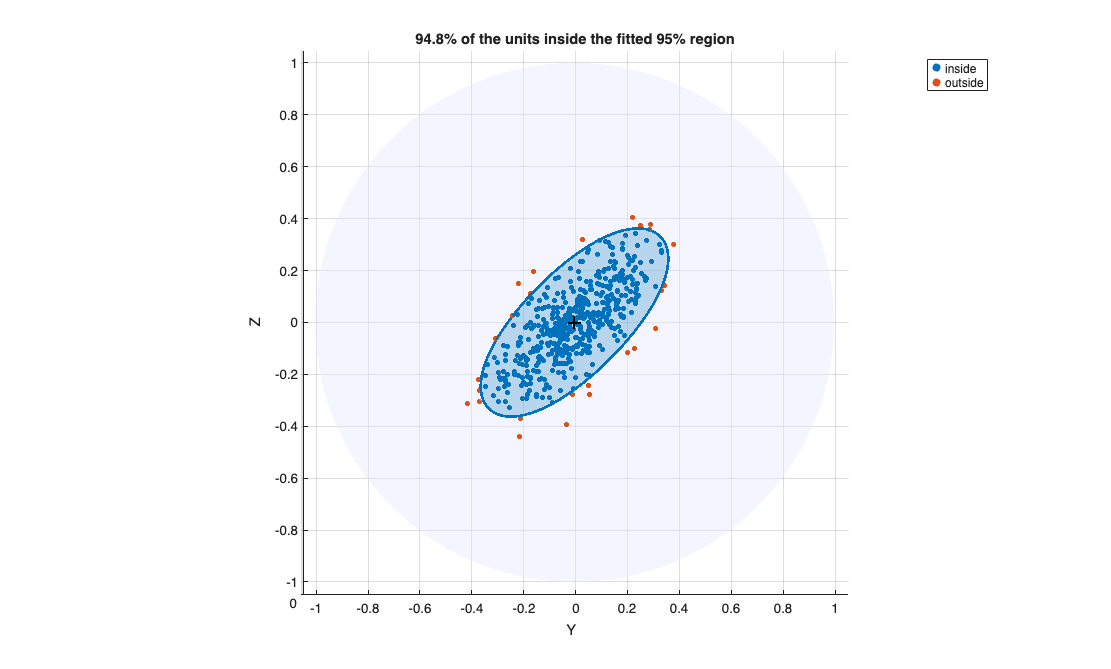 94.8% of the units inside the fitted 95% region
inside
outside
1
0.8
0.6
0.4
0.2
0
-0.2
-0.4
-0.6
-0.8
-1
Z
0
-1 -0.8 -0.6 -0.4 -0.2 0 0.2 0.4 0.6 0.8 1
Y